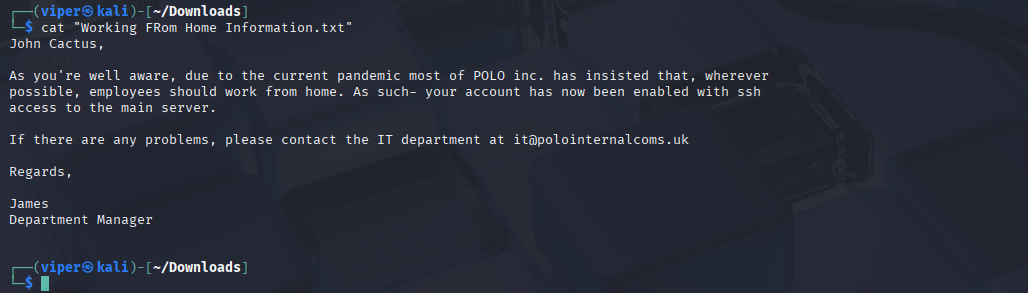 ┌──(viper㉿kali)-[~/Downloads]
└─$ cat "Working FRom Home Information.txt"
John Cactus,
As you're well aware, due to the current pandemic most of POLO inc. has insisted that, wherever
possible, employees should work from home. As such- your account has now been enabled with ssh
access to the main server.
If there are any problems, please contact the IT department at it@polointernalcoms.uk
Regards,
James
Department Manager
┌──(viper㉿kali)-[~/Downloads]
└─$